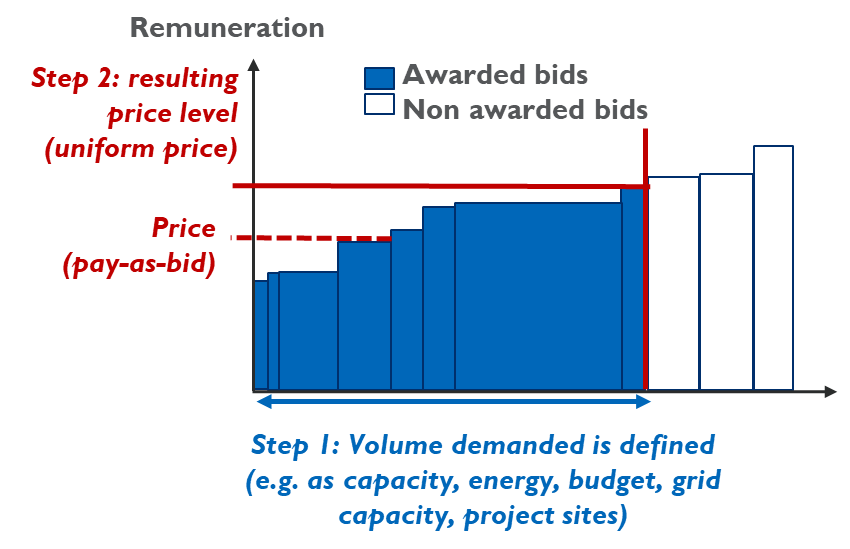 Remuneration
Step 2: resulting
price level
(uniform price)
Awarded bids
Non awarded bids
Price
(pay-as-bid)
Step 1: Volume demanded is defined
(e.g. as capacity, energy, budget, grid
capacity, project sites)